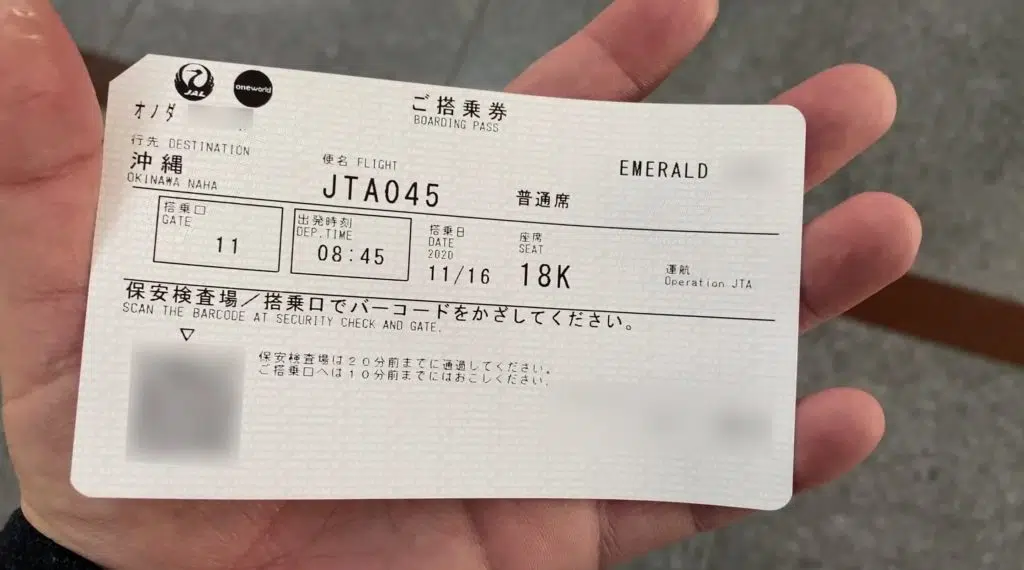 JAL
oneworld
ご搭乗券
BOARDING PASS
オノダ
行先 DESTINATION
沖縄
OKINAWA NAHA
便名 FLIGHT
JTA045
普通席
EMERALD
搭乗口
GATE
11
出発時刻
DEP.TIME
08:45
搭乗日
DATE
2020
11/16
座席
SEAT
18K
運航
Operation JTA
保安検査場／搭乗口でバーコードをかざしてください。
SCAN THE BARCODE AT SECURITY CHECK AND GATE.
保安検査場は２０分前までに通過してください。
ご搭乗口へは１０分前までにはおこしください。